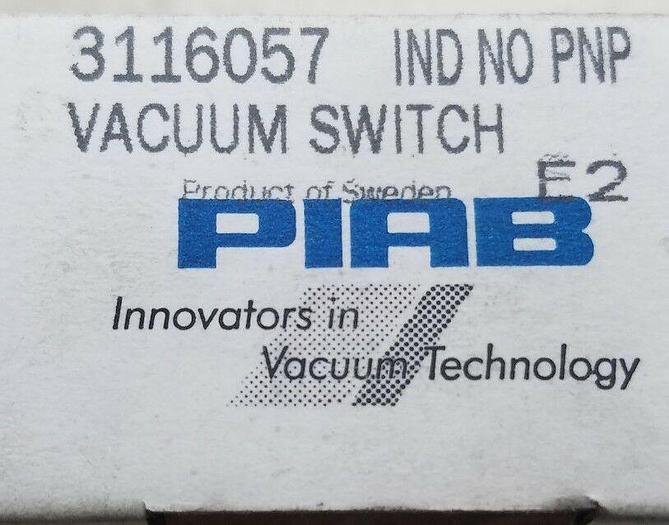 3116057 IND NO PNP
VACUUM SWITCH
Product of Sweden E2
PIAB
Innovators in
Vacuum Technology